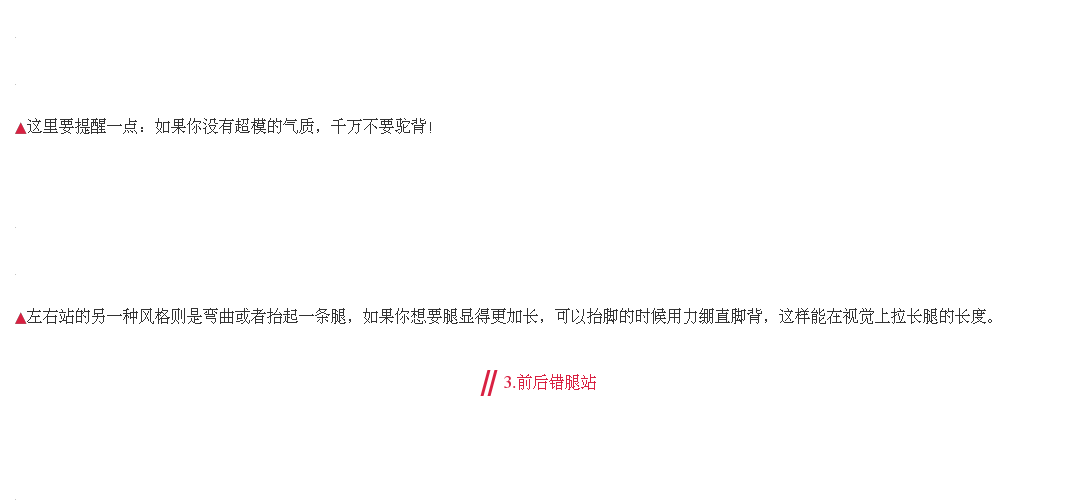 ▲这里要提醒一点：如果你没有超模的气质，千万不要驼背！
▲左右站的另一种风格则是弯曲或者抬起一条腿，如果你想要腿显得更加长，可以抬脚的时候用力绷直脚背，这样能在视觉上拉长腿的长度。
// 3.前后错腿站